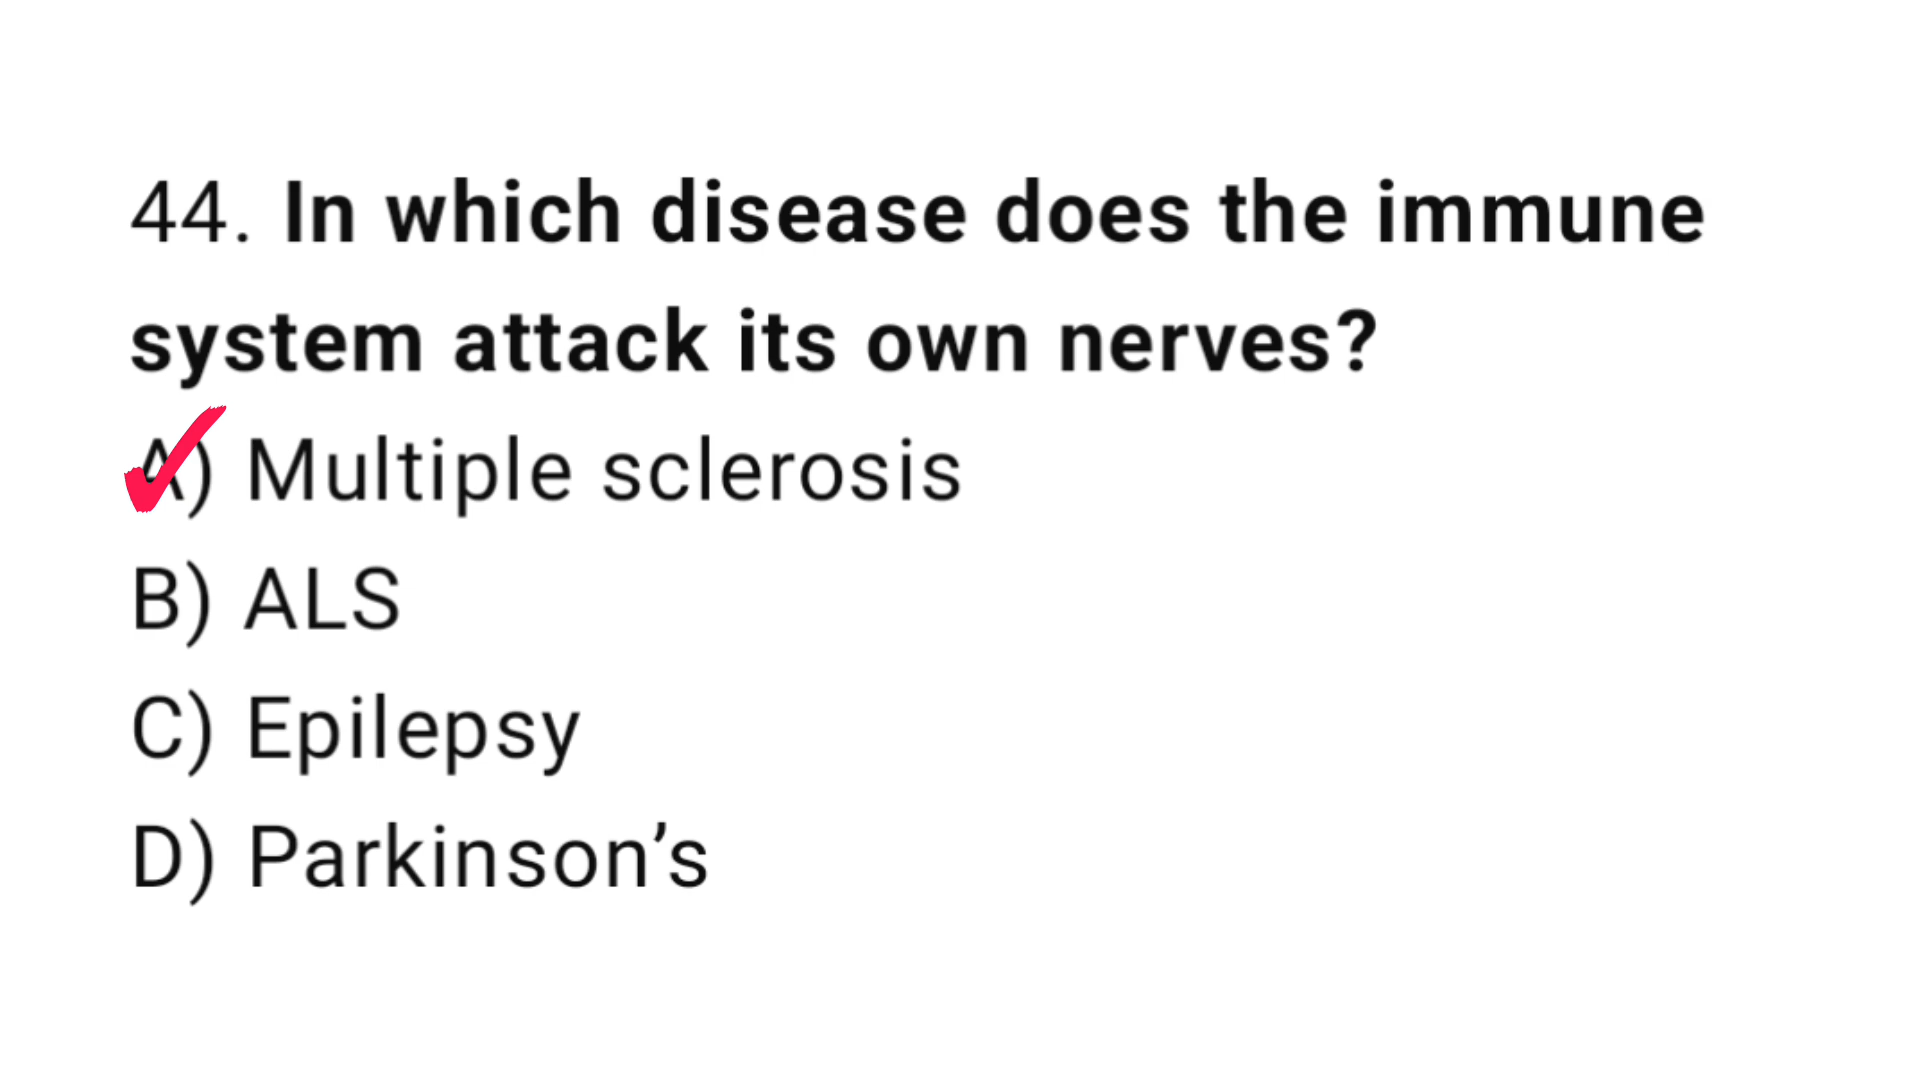 44. In which disease does the immune
system attack its own nerves?
A) Multiple sclerosis
B) ALS
C) Epilepsy
D) Parkinson’s